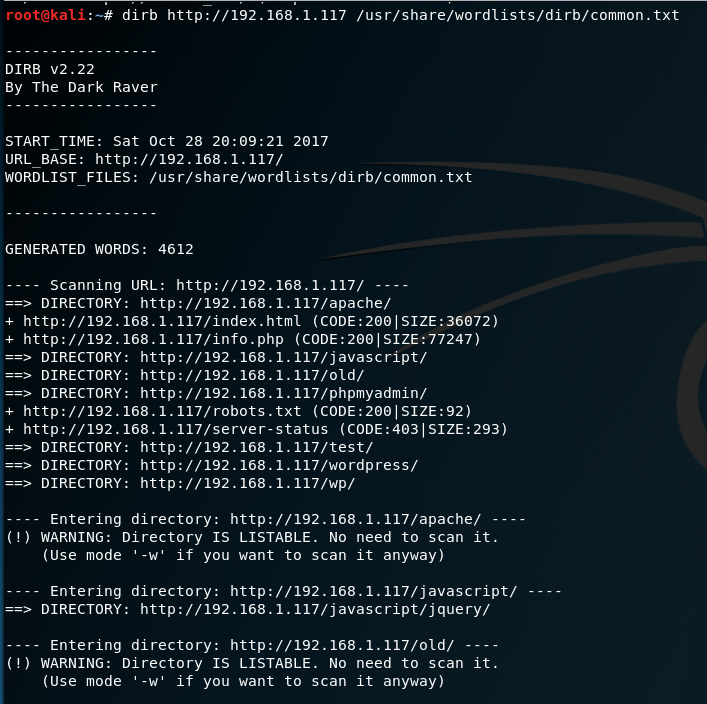 root@kali:~# dirb http://192.168.1.117 /usr/share/wordlists/dirb/common.txt
-----------------
DIRB v2.22
By The Dark Raver
-----------------
START_TIME: Sat Oct 28 20:09:21 2017
URL_BASE: http://192.168.1.117/
WORDLIST_FILES: /usr/share/wordlists/dirb/common.txt
-----------------
GENERATED WORDS: 4612
---- Scanning URL: http://192.168.1.117/ ----
==> DIRECTORY: http://192.168.1.117/apache/
+ http://192.168.1.117/index.html (CODE:200|SIZE:36072)
+ http://192.168.1.117/info.php (CODE:200|SIZE:77247)
==> DIRECTORY: http://192.168.1.117/javascript/
==> DIRECTORY: http://192.168.1.117/old/
==> DIRECTORY: http://192.168.1.117/phpmyadmin/
+ http://192.168.1.117/robots.txt (CODE:200|SIZE:92)
+ http://192.168.1.117/server-status (CODE:403|SIZE:293)
==> DIRECTORY: http://192.168.1.117/test/
==> DIRECTORY: http://192.168.1.117/wordpress/
==> DIRECTORY: http://192.168.1.117/wp/
---- Entering directory: http://192.168.1.117/apache/ ----
(!) WARNING: Directory IS LISTABLE. No need to scan it.
(Use mode '-w' if you want to scan it anyway)
---- Entering directory: http://192.168.1.117/javascript/ ----
==> DIRECTORY: http://192.168.1.117/javascript/jquery/
---- Entering directory: http://192.168.1.117/old/ ----
(!) WARNING: Directory IS LISTABLE. No need to scan it.
(Use mode '-w' if you want to scan it anyway)